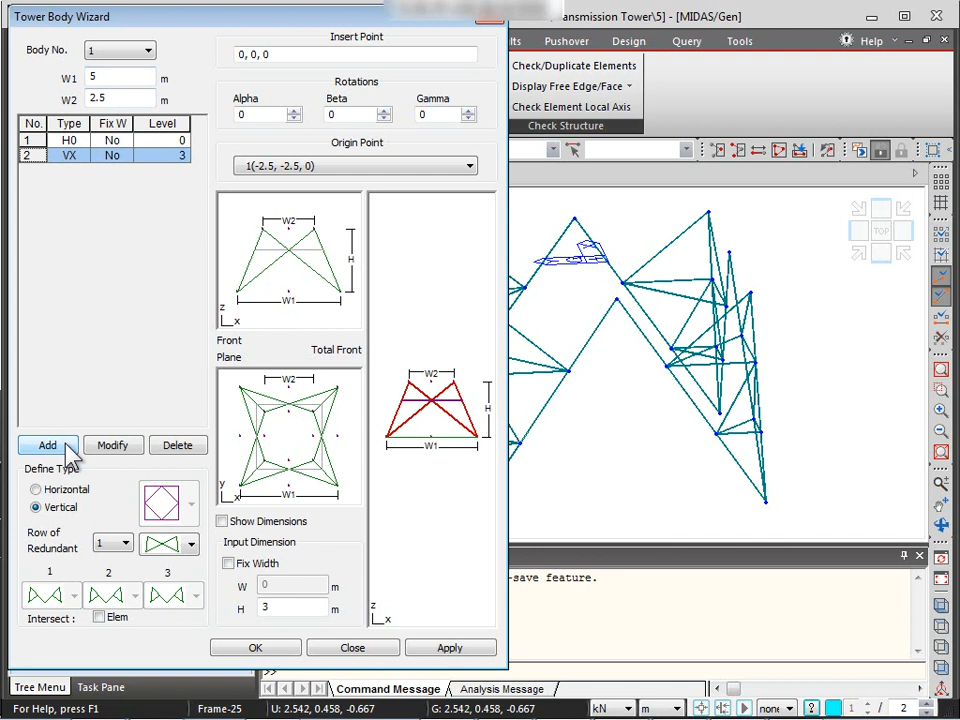 Tower Body Wizard
ansmission Tower\5] - [MIDAS/Gen]
lts Pushover Design Query Tools Help
Check/Duplicate Elements
Display Free Edge/Face
Check Element Local Axis
Check Structure
Body No. 1
W1 5 m
W2 2.5 m
No. Type Fix W Level
1 H0 No 0
2 VX No 3
Add Modify Delete
Define Type
Horizontal
Vertical
Row of
Redundant 1
1 2 3
Intersect : Elem
Insert Point
0, 0, 0
Rotations
Alpha Beta Gamma
0 0 0
Origin Point
1(-2.5, -2.5, 0)
W2
H
W1
z
x
Front
Plane
Total Front
W2
W1
y
x
W2
H
W1
z
x
Show Dimensions
Input Dimension
Fix Width
W 0 m
H 3 m
OK Close Apply
TOP
-save feature.
>>
Tree Menu Task Pane
Command Message Analysis Message
For Help, press F1 Frame-25 U: 2.542, 0.458, -0.667 G: 2.542, 0.458, -0.667 kN m none ? 1 / 2